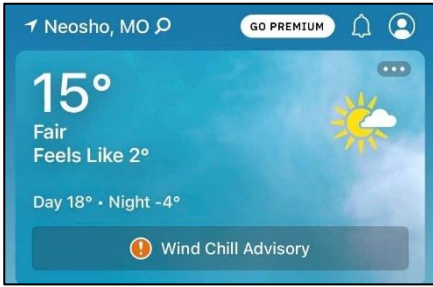 Neosho, MO
GO PREMIUM
15°
Fair
Feels Like 2°
Day 18° • Night -4°
Wind Chill Advisory